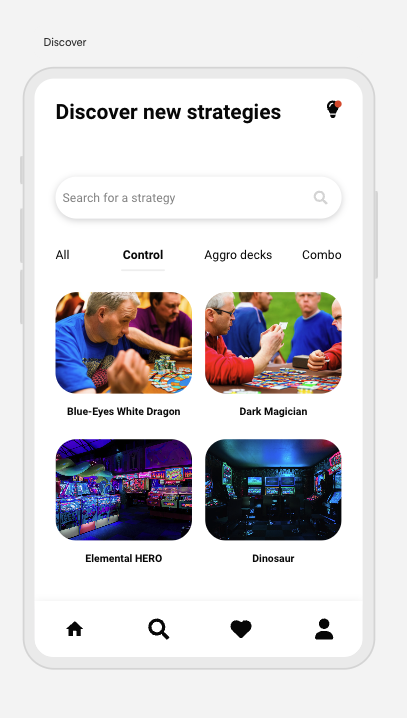 Discover
Discover new strategies
Search for a strategy
All Control Aggro decks Combo
Blue-Eyes White Dragon Dark Magician
Elemental HERO Dinosaur